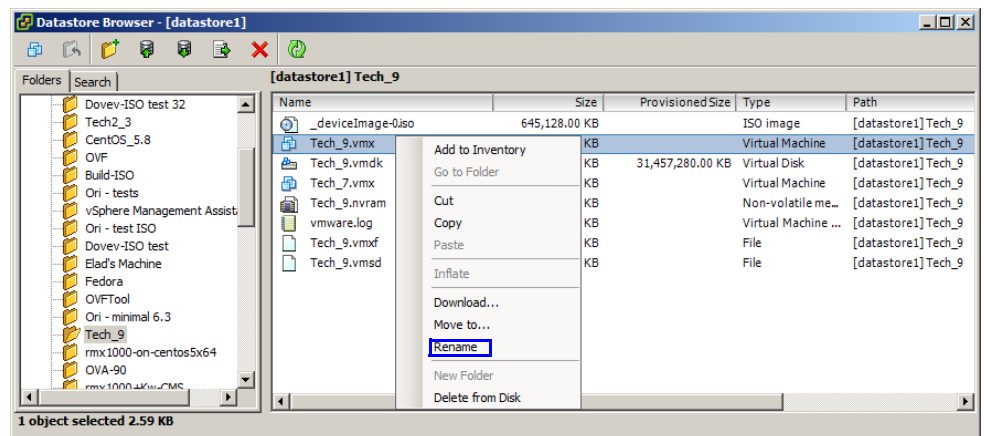 Datastore Browser - [datastore1]
Folders
Search
[datastore1] Tech_9
Dovev-ISO test 32
Tech2_3
CentOS_5.8
OVF
Build-ISO
Ori - tests
vSphere Management Assist
Ori - test ISO
Dovev-ISO test
Elad's Machine
Fedora
OVFTool
Ori - minimal 6.3
Tech_9
rmx1000-on-centos5x64
OVA-90
rmx1000+Kw-CMS
Name Size Provisioned Size Type Path
_deviceImage-0.iso 645,128.00 KB ISO image [datastore1] Tech_9
Tech_9.vmx KB Virtual Machine [datastore1] Tech_9
Tech_9.vmdk KB 31,457,280.00 KB Virtual Disk [datastore1] Tech_9
Tech_7.vmx KB Virtual Machine [datastore1] Tech_9
Tech_9.nvram KB Non-volatile me... [datastore1] Tech_9
vmware.log KB Virtual Machine ... [datastore1] Tech_9
Tech_9.vmxf KB File [datastore1] Tech_9
Tech_9.vmsd KB File [datastore1] Tech_9
Add to Inventory
Go to Folder
Cut
Copy
Paste
Inflate
Download...
Move to...
Rename
New Folder
Delete from Disk
1 object selected 2.59 KB